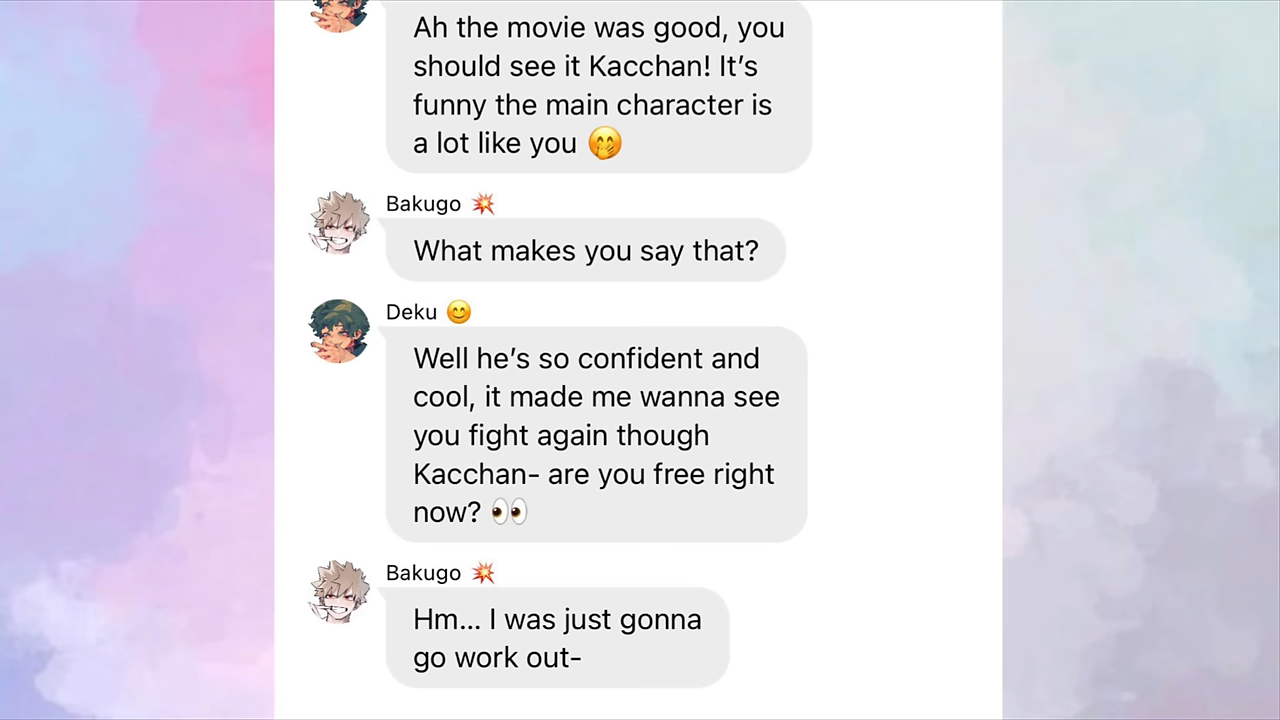 Ah the movie was good, you
should see it Kacchan! It’s
funny the main character is
a lot like you 🤭
Bakugo 💥
What makes you say that?
Deku 😊
Well he’s so confident and
cool, it made me wanna see
you fight again though
Kacchan- are you free right
now? 👀
Bakugo 💥
Hm... I was just gonna
go work out-